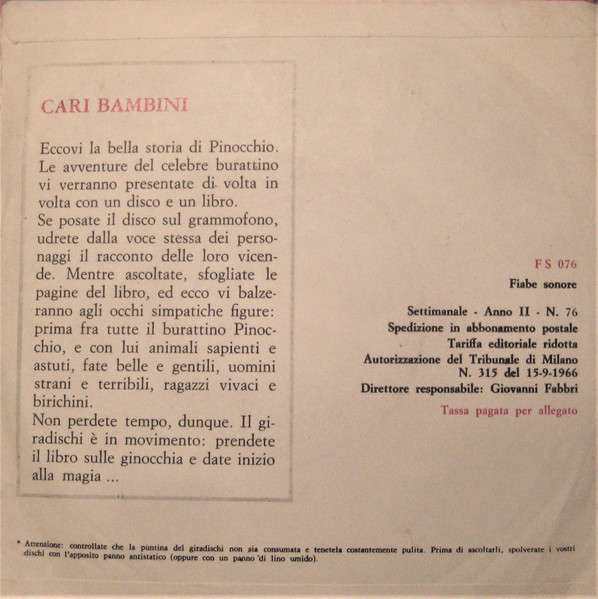 CARI BAMBINI
Eccovi la bella storia di Pinocchio.
Le avventure del celebre burattino
vi verranno presentate di volta in
volta con un disco e un libro.
Se posate il disco sul grammofono,
udrete dalla voce stessa dei perso-
naggi il racconto delle loro vicen-
de. Mentre ascoltate, sfogliate le
pagine del libro, ed ecco vi balze-
ranno agli occhi simpatiche figure:
prima fra tutte il burattino Pinoc-
chio, e con lui animali sapienti e
astuti, fate belle e gentili, uomini
strani e terribili, ragazzi vivaci e
birichini.
Non perdete tempo, dunque. Il gi-
radischi è in movimento: prendete
il libro sulle ginocchia e date inizio
alla magia ...
FS 076
Fiabe sonore
Settimanale - Anno II - N. 76
Spedizione in abbonamento postale
Tariffa editoriale ridotta
Autorizzazione del Tribunale di Milano
N. 315 del 15-9-1966
Direttore responsabile: Giovanni Fabbri
Tassa pagata per allegato
* Attenzione: controllate che la puntina del giradischi non sia consumata e tenetela costantemente pulita. Prima di ascoltarli, spolverate i vostri
dischi con l'apposito panno antistatico (oppure con un panno di lino umido).